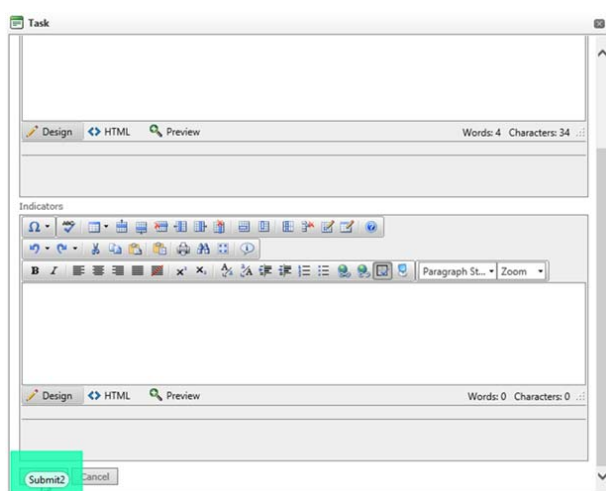 Task
Design HTML Preview Words: 4 Characters: 34
Indicators
Paragraph St... Zoom
Design HTML Preview Words: 0 Characters: 0
Submit2 Cancel